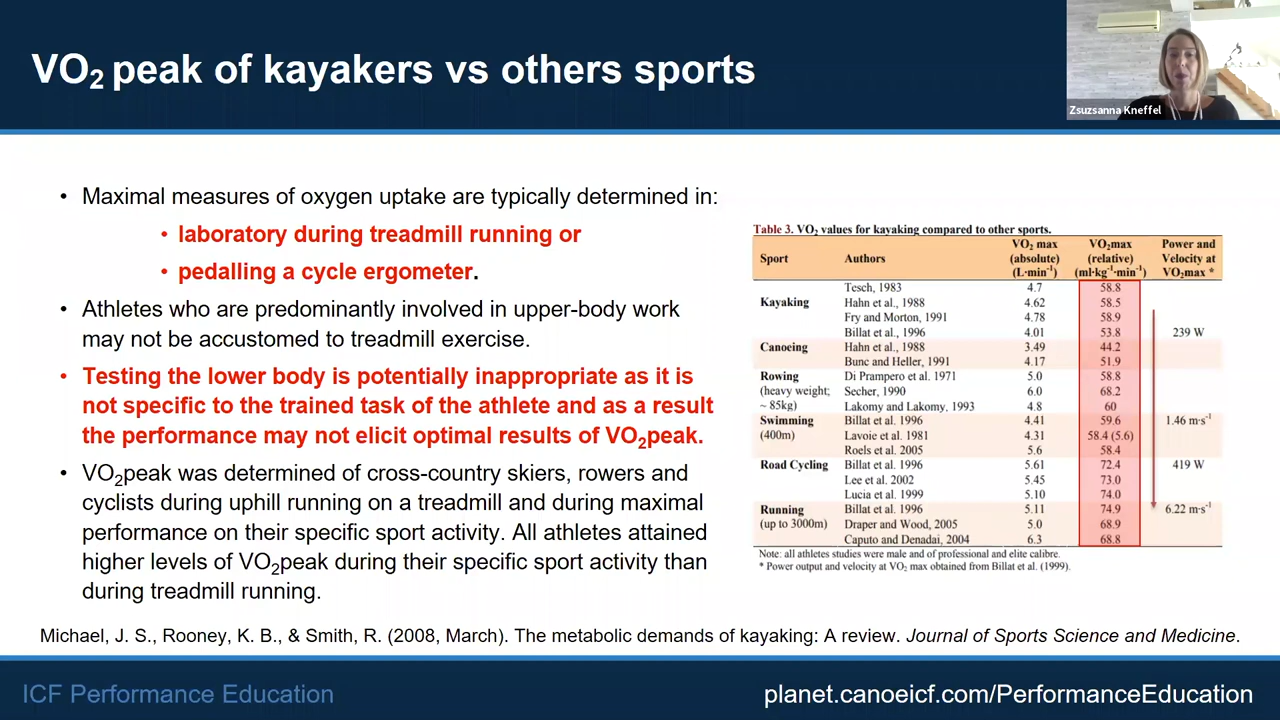 VO2 peak of kayakers vs others sports
Zsuzsanna Kneffel
• Maximal measures of oxygen uptake are typically determined in:
• laboratory during treadmill running or
• pedalling a cycle ergometer.
• Athletes who are predominantly involved in upper-body work
may not be accustomed to treadmill exercise.
• Testing the lower body is potentially inappropriate as it is
not specific to the trained task of the athlete and as a result
the performance may not elicit optimal results of VO2peak.
• VO2peak was determined of cross-country skiers, rowers and
cyclists during uphill running on a treadmill and during maximal
performance on their specific sport activity. All athletes attained
higher levels of VO2peak during their specific sport activity than
during treadmill running.
Table 3. VO2 values for kayaking compared to other sports.
Sport Authors VO2 max (absolute) (L·min-1) VO2max (relative) (ml·kg-1·min-1) Power and Velocity at VO2max *
Tesch, 1983 4.7 58.8
Kayaking Hahn et al., 1988 4.62 58.5
Fry and Morton, 1991 4.78 58.9
Billat et al., 1996 4.01 53.8 239 W
Canoeing Hahn et al., 1988 3.49 44.2
Bunc and Heller, 1991 4.17 51.9
Rowing Di Prampero et al. 1971 5.0 58.8
(heavy weight; Secher, 1990 6.0 68.2
~ 85kg) Lakomy and Lakomy, 1993 4.8 60
Swimming Billat et al. 1996 4.41 59.6 1.46 m·s-1
(400m) Lavoie et al. 1981 4.31 58.4 (5.6)
Roels et al. 2005 5.6 58.4
Road Cycling Billat et al. 1996 5.61 72.4 419 W
Lee et al. 2002 5.45 73.0
Lucia et al. 1999 5.10 74.0
Running Billat et al. 1996 5.11 74.9 6.22 m·s-1
(up to 3000m) Draper and Wood, 2005 5.0 68.9
Caputo and Denadai, 2004 6.3 68.8
Note: all athletes studies were male and of professional and elite calibre.
* Power output and velocity at VO2 max obtained from Billat et al. (1999).
Michael, J. S., Rooney, K. B., & Smith, R. (2008, March). The metabolic demands of kayaking: A review. Journal of Sports Science and Medicine.
ICF Performance Education
planet.canoeicf.com/PerformanceEducation